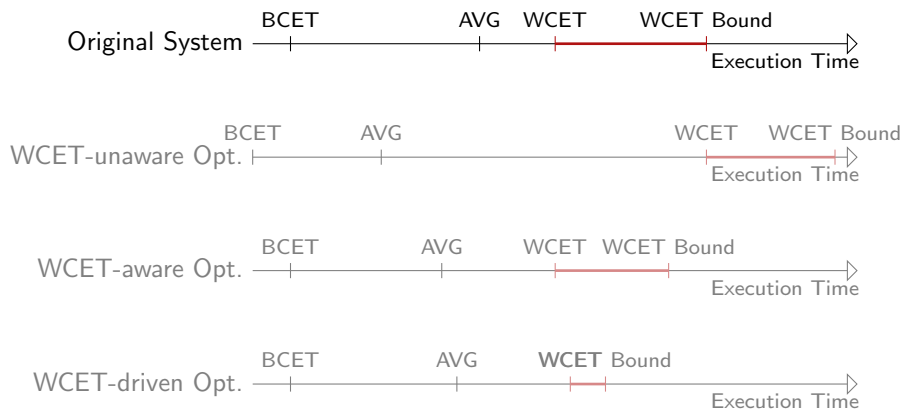 BCET AVG WCET WCET Bound
Original System
Execution Time
BCET AVG WCET WCET Bound
WCET-unaware Opt.
Execution Time
BCET AVG WCET WCET Bound
WCET-aware Opt.
Execution Time
BCET AVG WCET Bound
WCET-driven Opt.
Execution Time